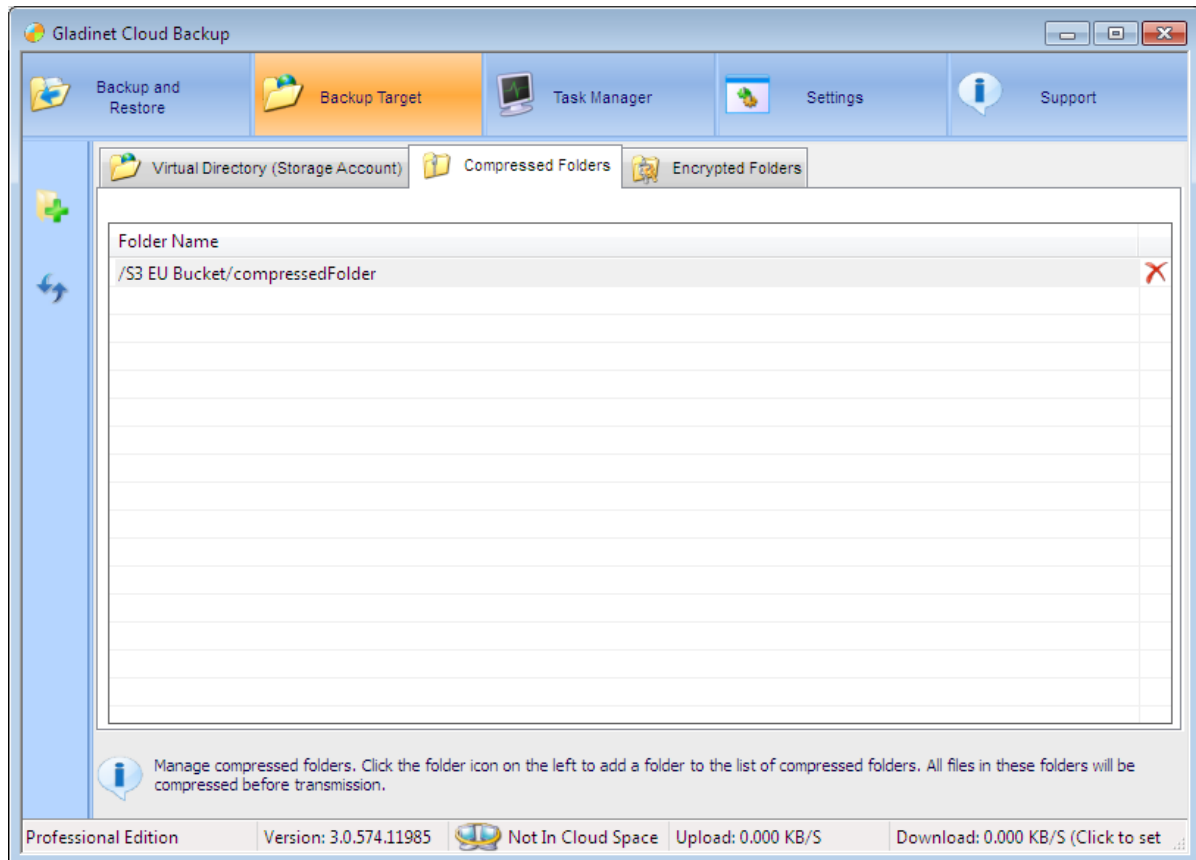 Gladinet Cloud Backup
Backup and
Restore
Backup Target
Task Manager
Settings
Support
Virtual Directory (Storage Account)
Compressed Folders
Encrypted Folders
Folder Name
/S3 EU Bucket/compressedFolder
Manage compressed folders. Click the folder icon on the left to add a folder to the list of compressed folders. All files in these folders will be
compressed before transmission.
Professional Edition
Version: 3.0.574.11985
Not In Cloud Space
Upload: 0.000 KB/S
Download: 0.000 KB/S (Click to set